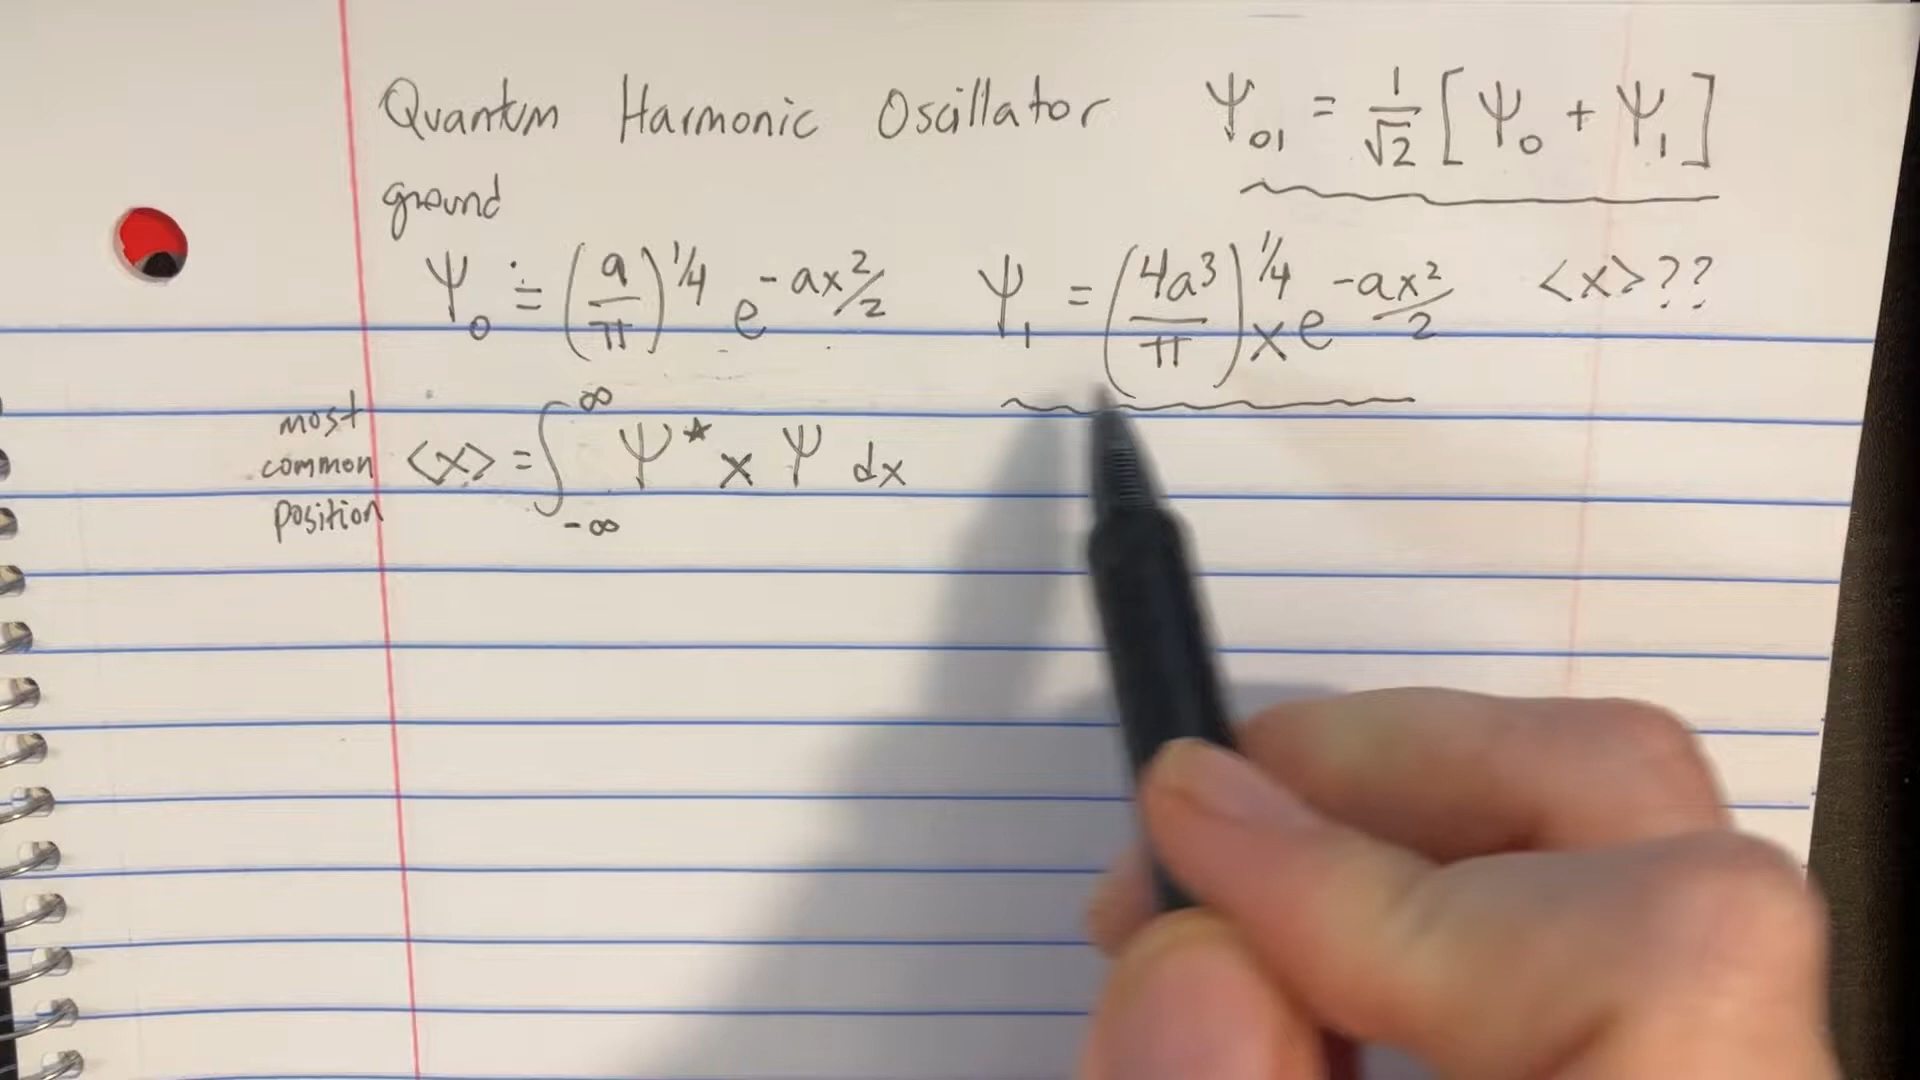 Quantum Harmonic Oscillator Ψ₀₁ = 1/√2 [Ψ₀ + Ψ₁]
ground
Ψ₀ ≐ (a/π)^1/4 e^-ax²/2 Ψ₁ = (4a³/π)^1/4 x e^-ax²/2 <x>??
most
common <x> = ∫_-∞^∞ Ψ* x Ψ dx
position